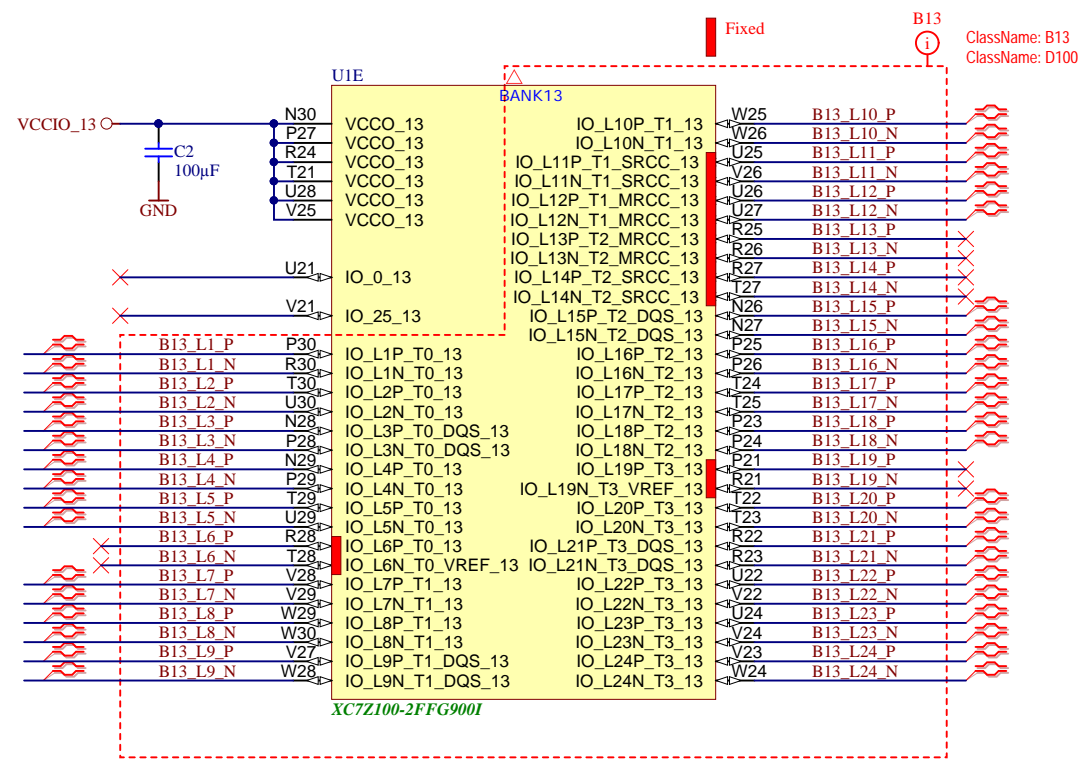 Fixed
B13
ClassName: B13
ClassName: D100
U1E
BANK13
VCCIO_13
C2
100µF
GND
N30 VCCO_13
P27 VCCO_13
R24 VCCO_13
T21 VCCO_13
U28 VCCO_13
V25 VCCO_13
U21 IO_0_13
V21 IO_25_13
B13_L1_P P30 IO_L1P_T0_13
B13_L1_N R30 IO_L1N_T0_13
B13_L2_P T30 IO_L2P_T0_13
B13_L2_N U30 IO_L2N_T0_13
B13_L3_P N28 IO_L3P_T0_DQS_13
B13_L3_N P28 IO_L3N_T0_DQS_13
B13_L4_P N29 IO_L4P_T0_13
B13_L4_N P29 IO_L4N_T0_13
B13_L5_P T29 IO_L5P_T0_13
B13_L5_N U29 IO_L5N_T0_13
B13_L6_P R28 IO_L6P_T0_13
B13_L6_N T28 IO_L6N_T0_VREF_13
B13_L7_P V28 IO_L7P_T1_13
B13_L7_N V29 IO_L7N_T1_13
B13_L8_P W29 IO_L8P_T1_13
B13_L8_N W30 IO_L8N_T1_13
B13_L9_P V27 IO_L9P_T1_DQS_13
B13_L9_N W28 IO_L9N_T1_DQS_13
IO_L10P_T1_13 W25 B13_L10_P
IO_L10N_T1_13 W26 B13_L10_N
IO_L11P_T1_SRCC_13 U25 B13_L11_P
IO_L11N_T1_SRCC_13 V26 B13_L11_N
IO_L12P_T1_MRCC_13 U26 B13_L12_P
IO_L12N_T1_MRCC_13 U27 B13_L12_N
IO_L13P_T2_MRCC_13 R25 B13_L13_P
IO_L13N_T2_MRCC_13 R26 B13_L13_N
IO_L14P_T2_SRCC_13 R27 B13_L14_P
IO_L14N_T2_SRCC_13 T27 B13_L14_N
IO_L15P_T2_DQS_13 N26 B13_L15_P
IO_L15N_T2_DQS_13 N27 B13_L15_N
IO_L16P_T2_13 P25 B13_L16_P
IO_L16N_T2_13 P26 B13_L16_N
IO_L17P_T2_13 T24 B13_L17_P
IO_L17N_T2_13 T25 B13_L17_N
IO_L18P_T2_13 P23 B13_L18_P
IO_L18N_T2_13 P24 B13_L18_N
IO_L19P_T3_13 P21 B13_L19_P
IO_L19N_T3_VREF_13 R21 B13_L19_N
IO_L20P_T3_13 T22 B13_L20_P
IO_L20N_T3_13 T23 B13_L20_N
IO_L21P_T3_DQS_13 R22 B13_L21_P
IO_L21N_T3_DQS_13 R23 B13_L21_N
IO_L22P_T3_13 U22 B13_L22_P
IO_L22N_T3_13 V22 B13_L22_N
IO_L23P_T3_13 U24 B13_L23_P
IO_L23N_T3_13 V24 B13_L23_N
IO_L24P_T3_13 V23 B13_L24_P
IO_L24N_T3_13 W24 B13_L24_N
XC7Z100-2FFG900I